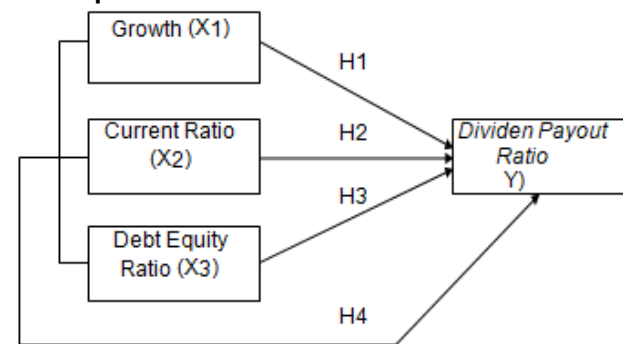 Growth (X1)
H1
Current Ratio
(X2)
H2
Dividen Payout
Ratio
Y)
H3
Debt Equity
Ratio (X3)
H4